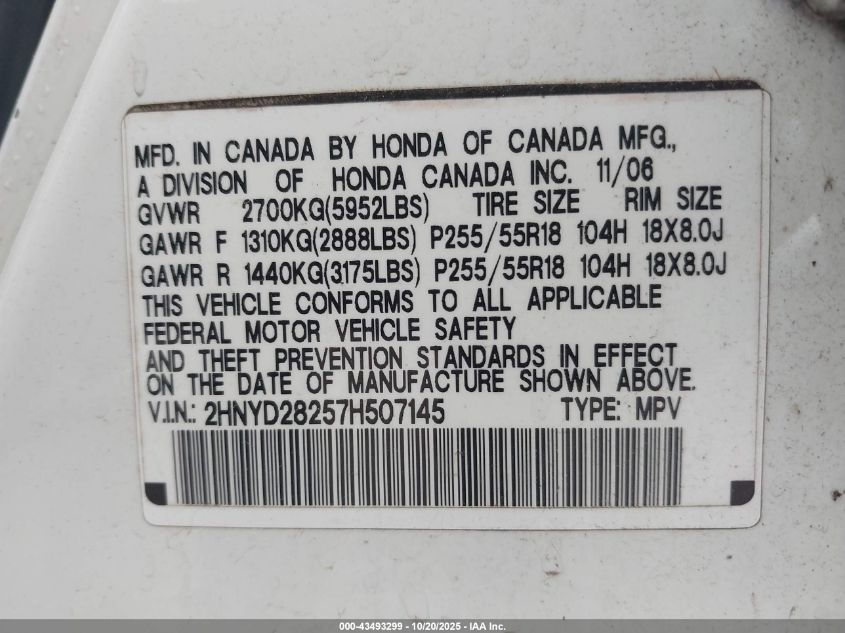 MFD. IN CANADA BY HONDA OF CANADA MFG.,
A DIVISION OF HONDA CANADA INC. 11/06
GVWR 2700KG(5952LBS) TIRE SIZE RIM SIZE
GAWR F 1310KG(2888LBS) P255/55R18 104H 18X8.0J
GAWR R 1440KG(3175LBS) P255/55R18 104H 18X8.0J
THIS VEHICLE CONFORMS TO ALL APPLICABLE
FEDERAL MOTOR VEHICLE SAFETY
AND THEFT PREVENTION STANDARDS IN EFFECT
ON THE DATE OF MANUFACTURE SHOWN ABOVE.
V.I.N.: 2HNYD28257H507145 TYPE: MPV
000-43493299 - 10/20/2025 - IAA Inc.